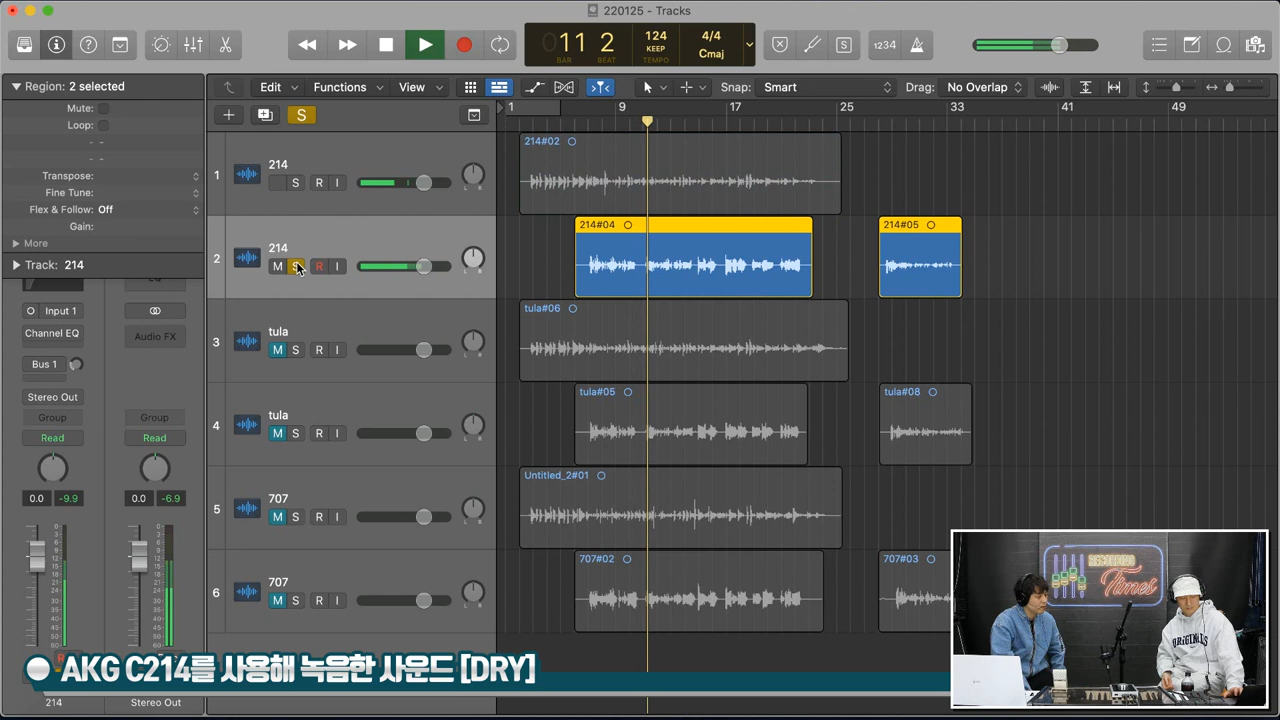 220125 - Tracks
011 2
BAR BEAT
124
KEEP
TEMPO
4/4
Cmaj
1234
Region: 2 selected
Mute:
Loop:
Transpose:
Fine Tune:
Flex & Follow: Off
Gain:
More
Track: 214
Edit Functions View
Snap: Smart
Drag: No Overlap
S
1 9 17 25 33 41 49
1 214
S R I
L R
214#02
2 214
M S R I
L R
214#04
214#05
3 tula
M S R I
L R
tula#06
4 tula
M S R I
L R
tula#05
tula#08
5 707
M S R I
L R
Untitled_2#01
6 707
M S R I
L R
707#02
707#03
EQ
Input 1
Channel EQ
Audio FX
Bus 1
Stereo Out
Group Group
Read Read
0.0 -9.9 0.0 -6.9
RECORDING
Times
ORIGINALS
AKG C214를 사용해 녹음한 사운드 [DRY]
214 Stereo Out